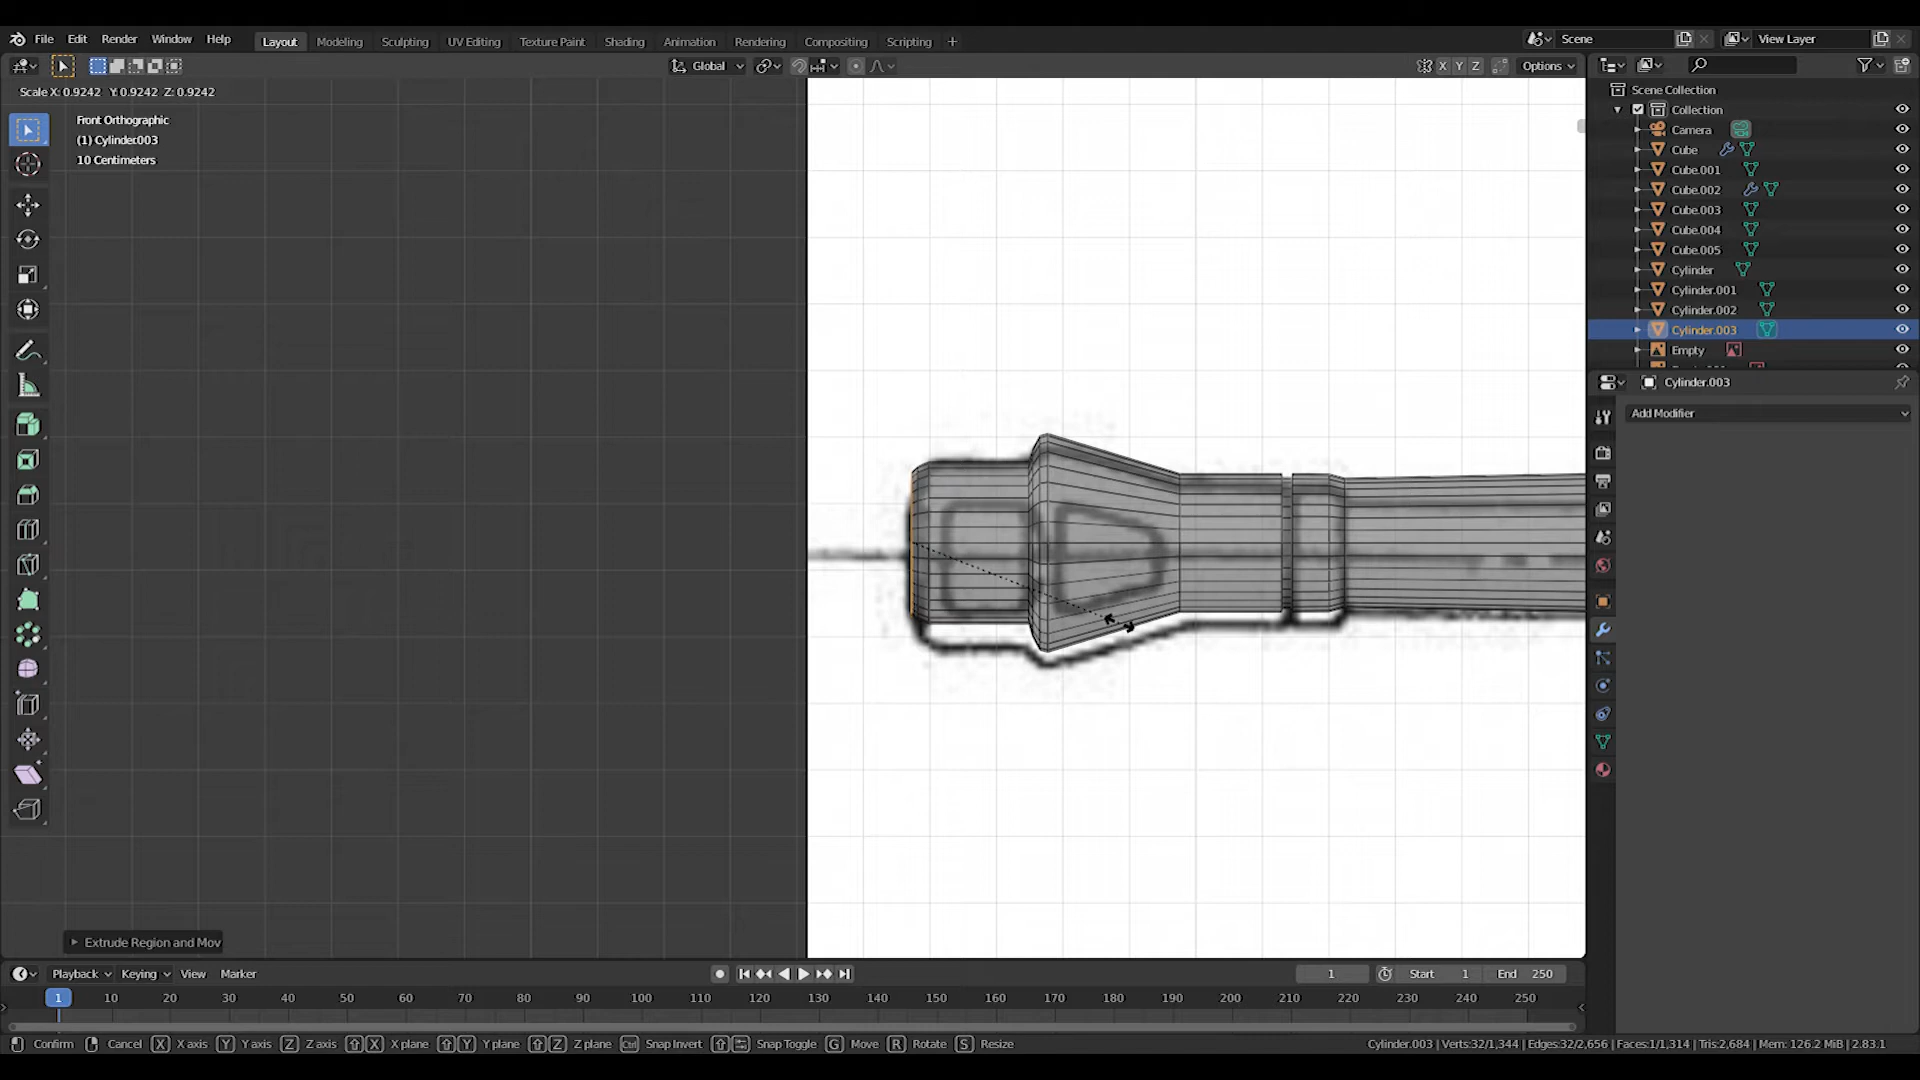 File Edit Render Window Help Layout Modeling Sculpting UV Editing Texture Paint Shading Animation Rendering Compositing Scripting + Scene View Layer
Global X Y Z Options
Scale X: 0.9242 Y: 0.9242 Z: 0.9242
Front Orthographic
(1) Cylinder.003
10 Centimeters
Scene Collection
Collection
Camera
Cube
Cube.001
Cube.002
Cube.003
Cube.004
Cube.005
Cylinder
Cylinder.001
Cylinder.002
Cylinder.003
Empty
Cylinder.003
Add Modifier
Extrude Region and Mov
Playback Keying View Marker 1 Start 1 End 250
1 10 20 30 40 50 60 70 80 90 100 110 120 130 140 150 160 170 180 190 200 210 220 230 240 250
Confirm Cancel X X axis Y Y axis Z Z axis X X plane Y Y plane Z Z plane Ctrl Snap Invert Snap Toggle G Move R Rotate S Resize Cylinder.003 | Verts:32/1,344 | Edges:32/2,656 | Faces:1/1,314 | Tris:2,684 | Mem: 126.2 MiB | 2.83.1